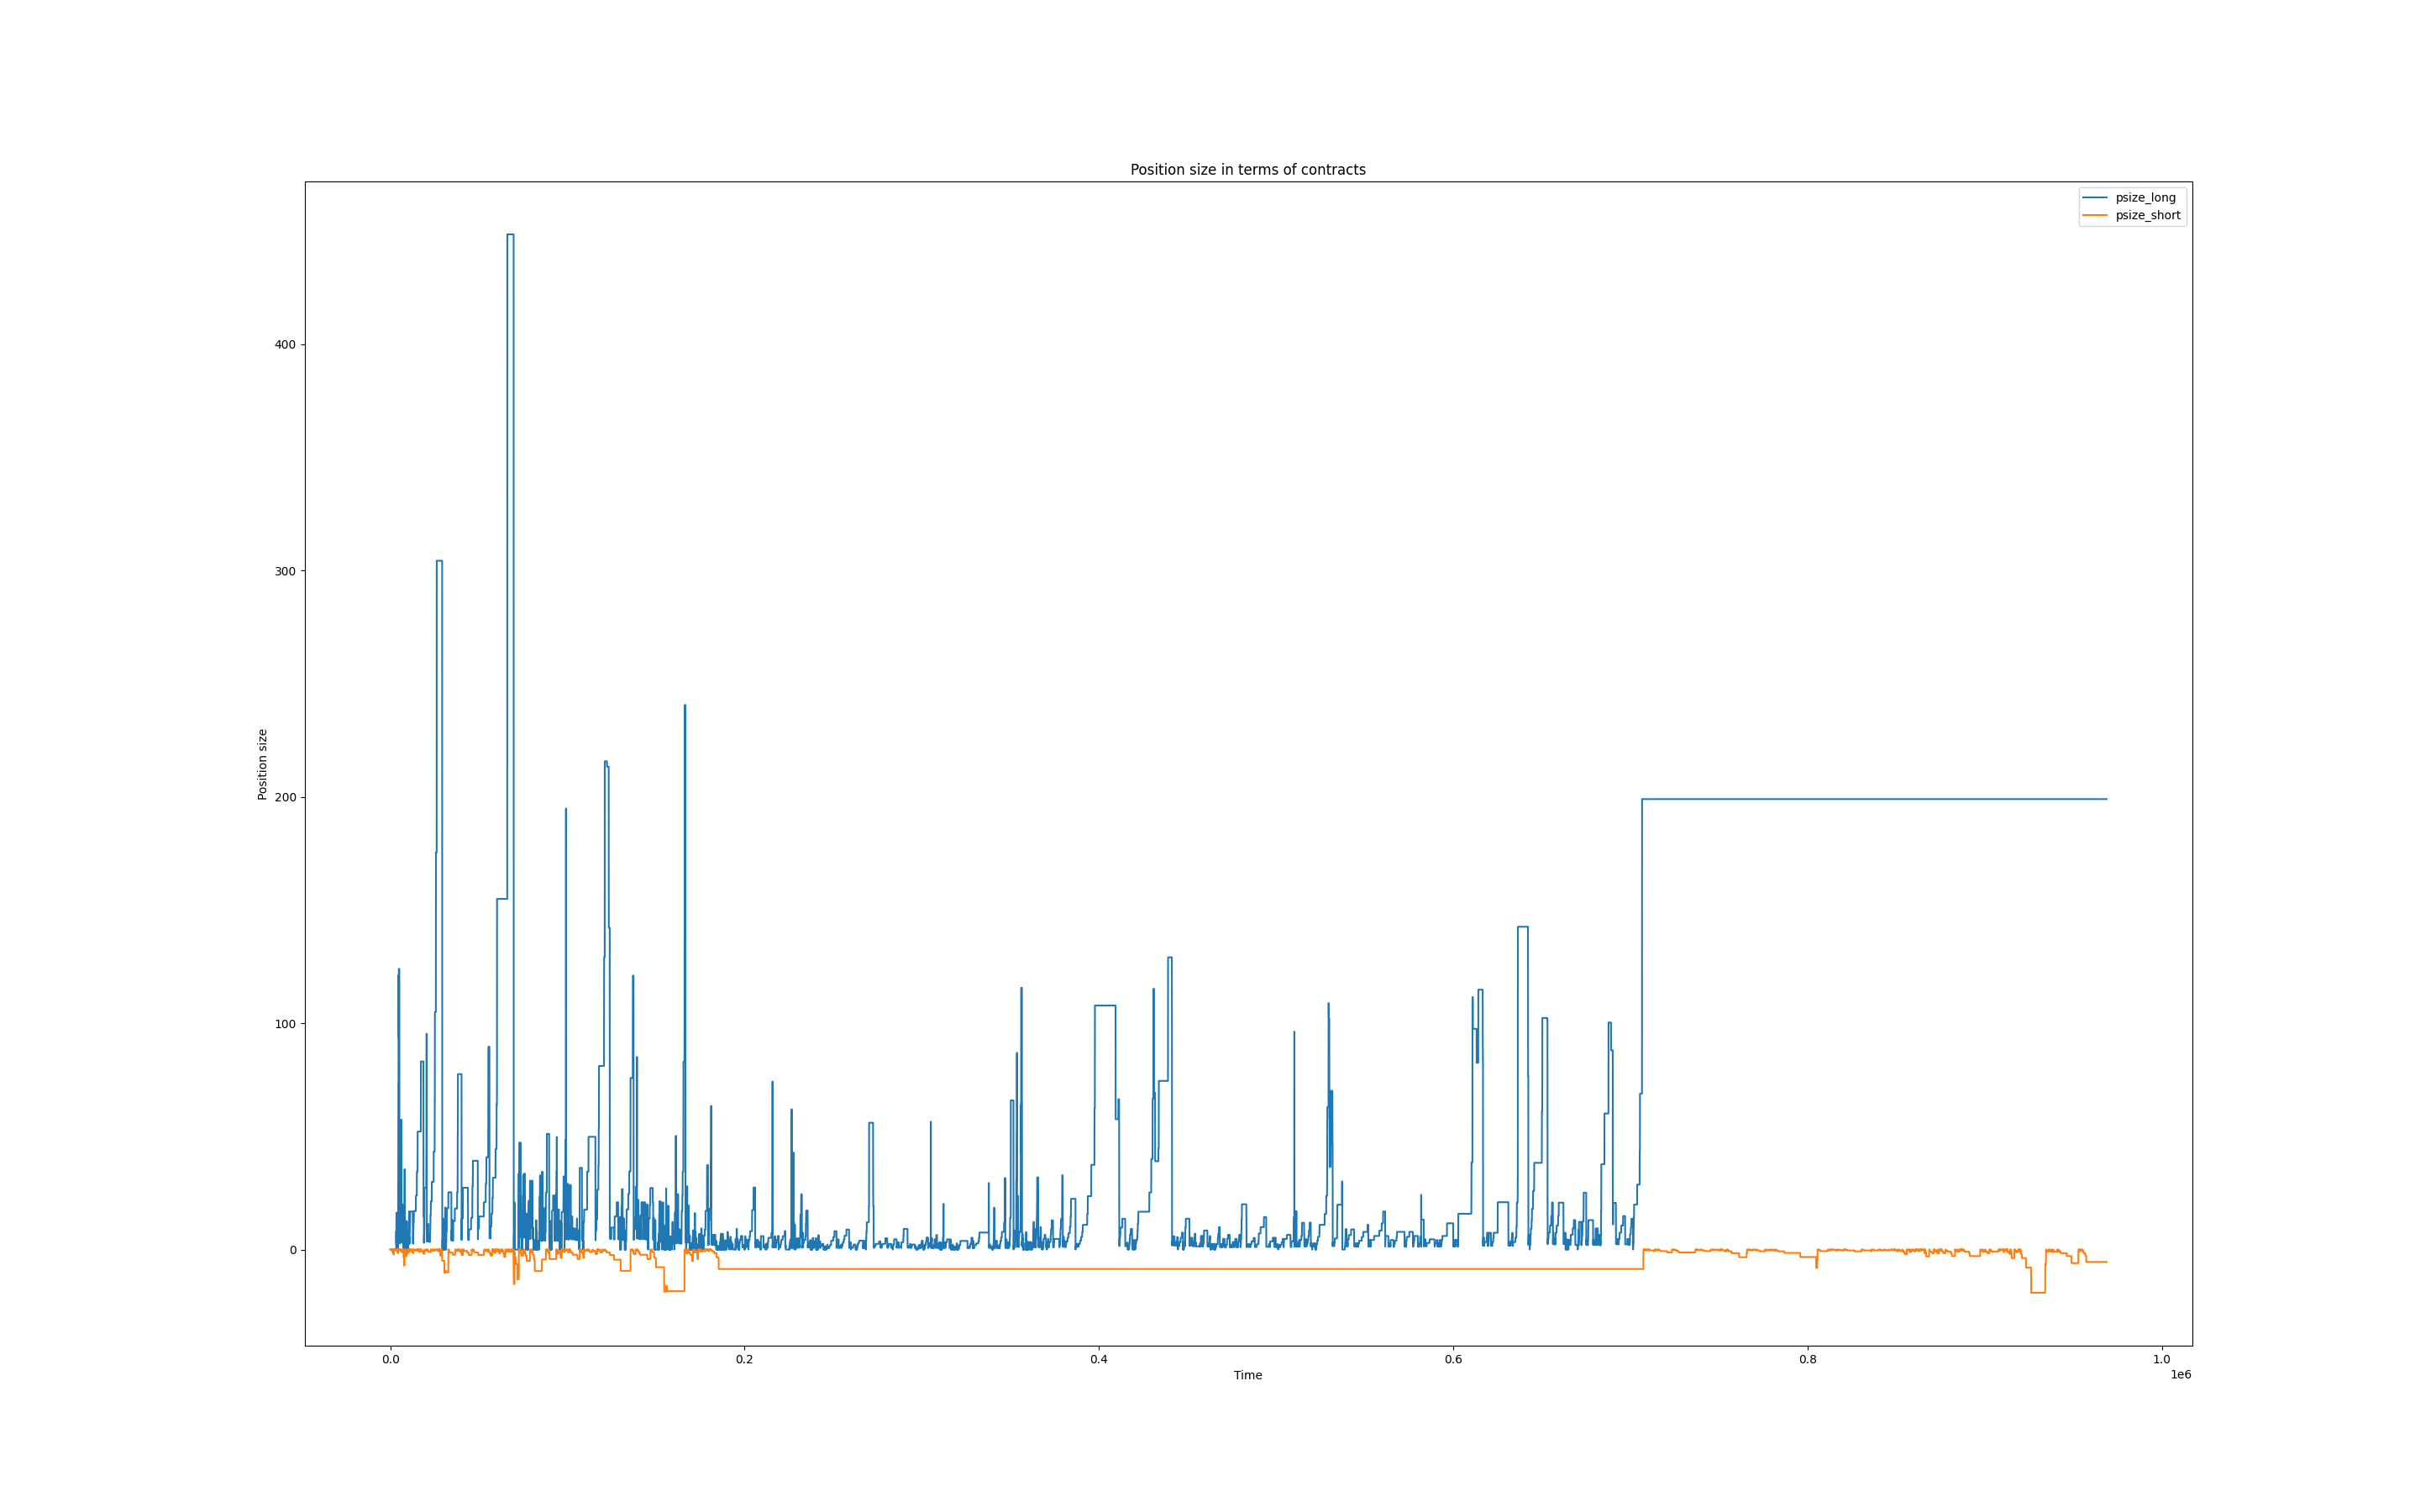 Position size in terms of contracts
psize_long
psize_short
400
300
200
100
0
Position size
0.0 0.2 0.4 0.6 0.8 1.0
Time
1e6